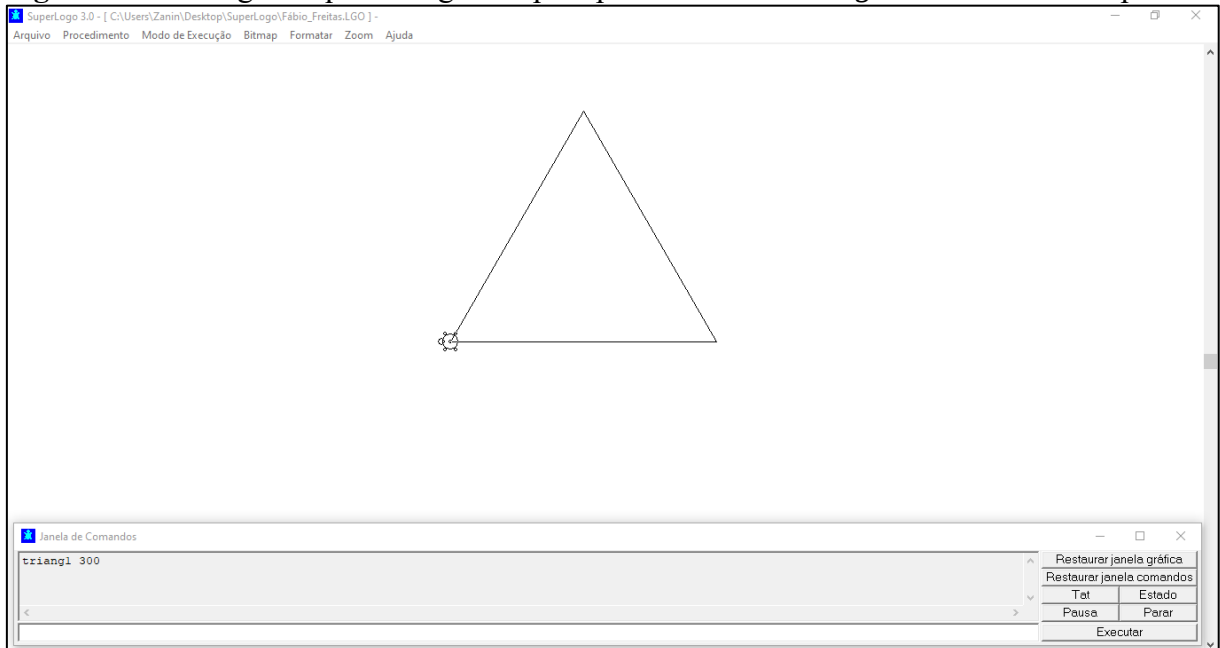 SuperLogo 3.0 - [ C:\Users\Zanin\Desktop\SuperLogo\Fábio_Freitas.LGO ] -
Arquivo Procedimento Modo de Execução Bitmap Formatar Zoom Ajuda
Janela de Comandos
triang1 300
Restaurar janela gráfica
Restaurar janela comandos
Tat Estado
Pausa Parar
Executar